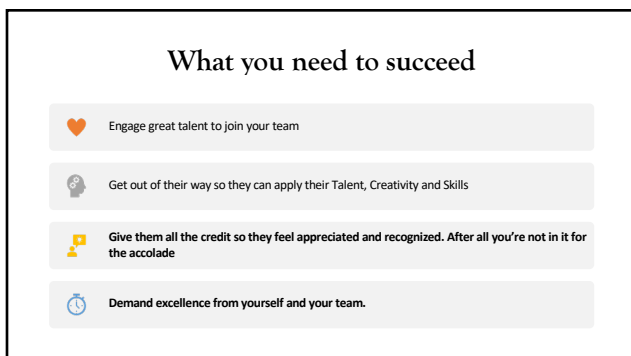 What you need to succeed
Engage great talent to join your team
Get out of their way so they can apply their Talent, Creativity and Skills
Give them all the credit so they feel appreciated and recognized. After all you’re not in it for
the accolade
Demand excellence from yourself and your team.